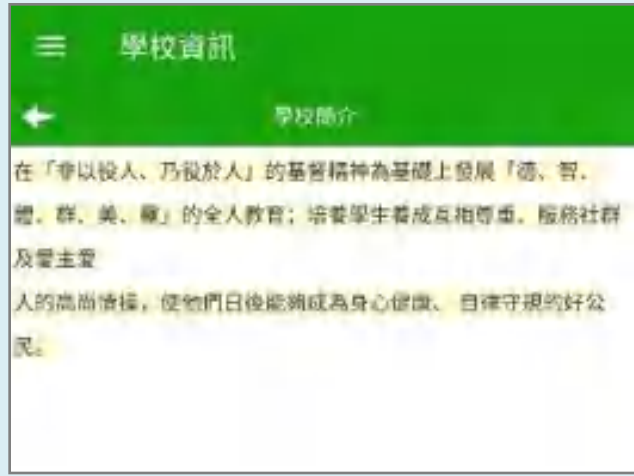 學校資訊
學校簡介
在「非以役人、乃役於人」的基督精神為基礎上發展「德、智、
體、群、美、靈」的全人教育；培養學生養成互相尊重、服務社群
及愛主愛
人的高尚情操，使他們日後能夠成為身心健康、 自律守規的好公
民。